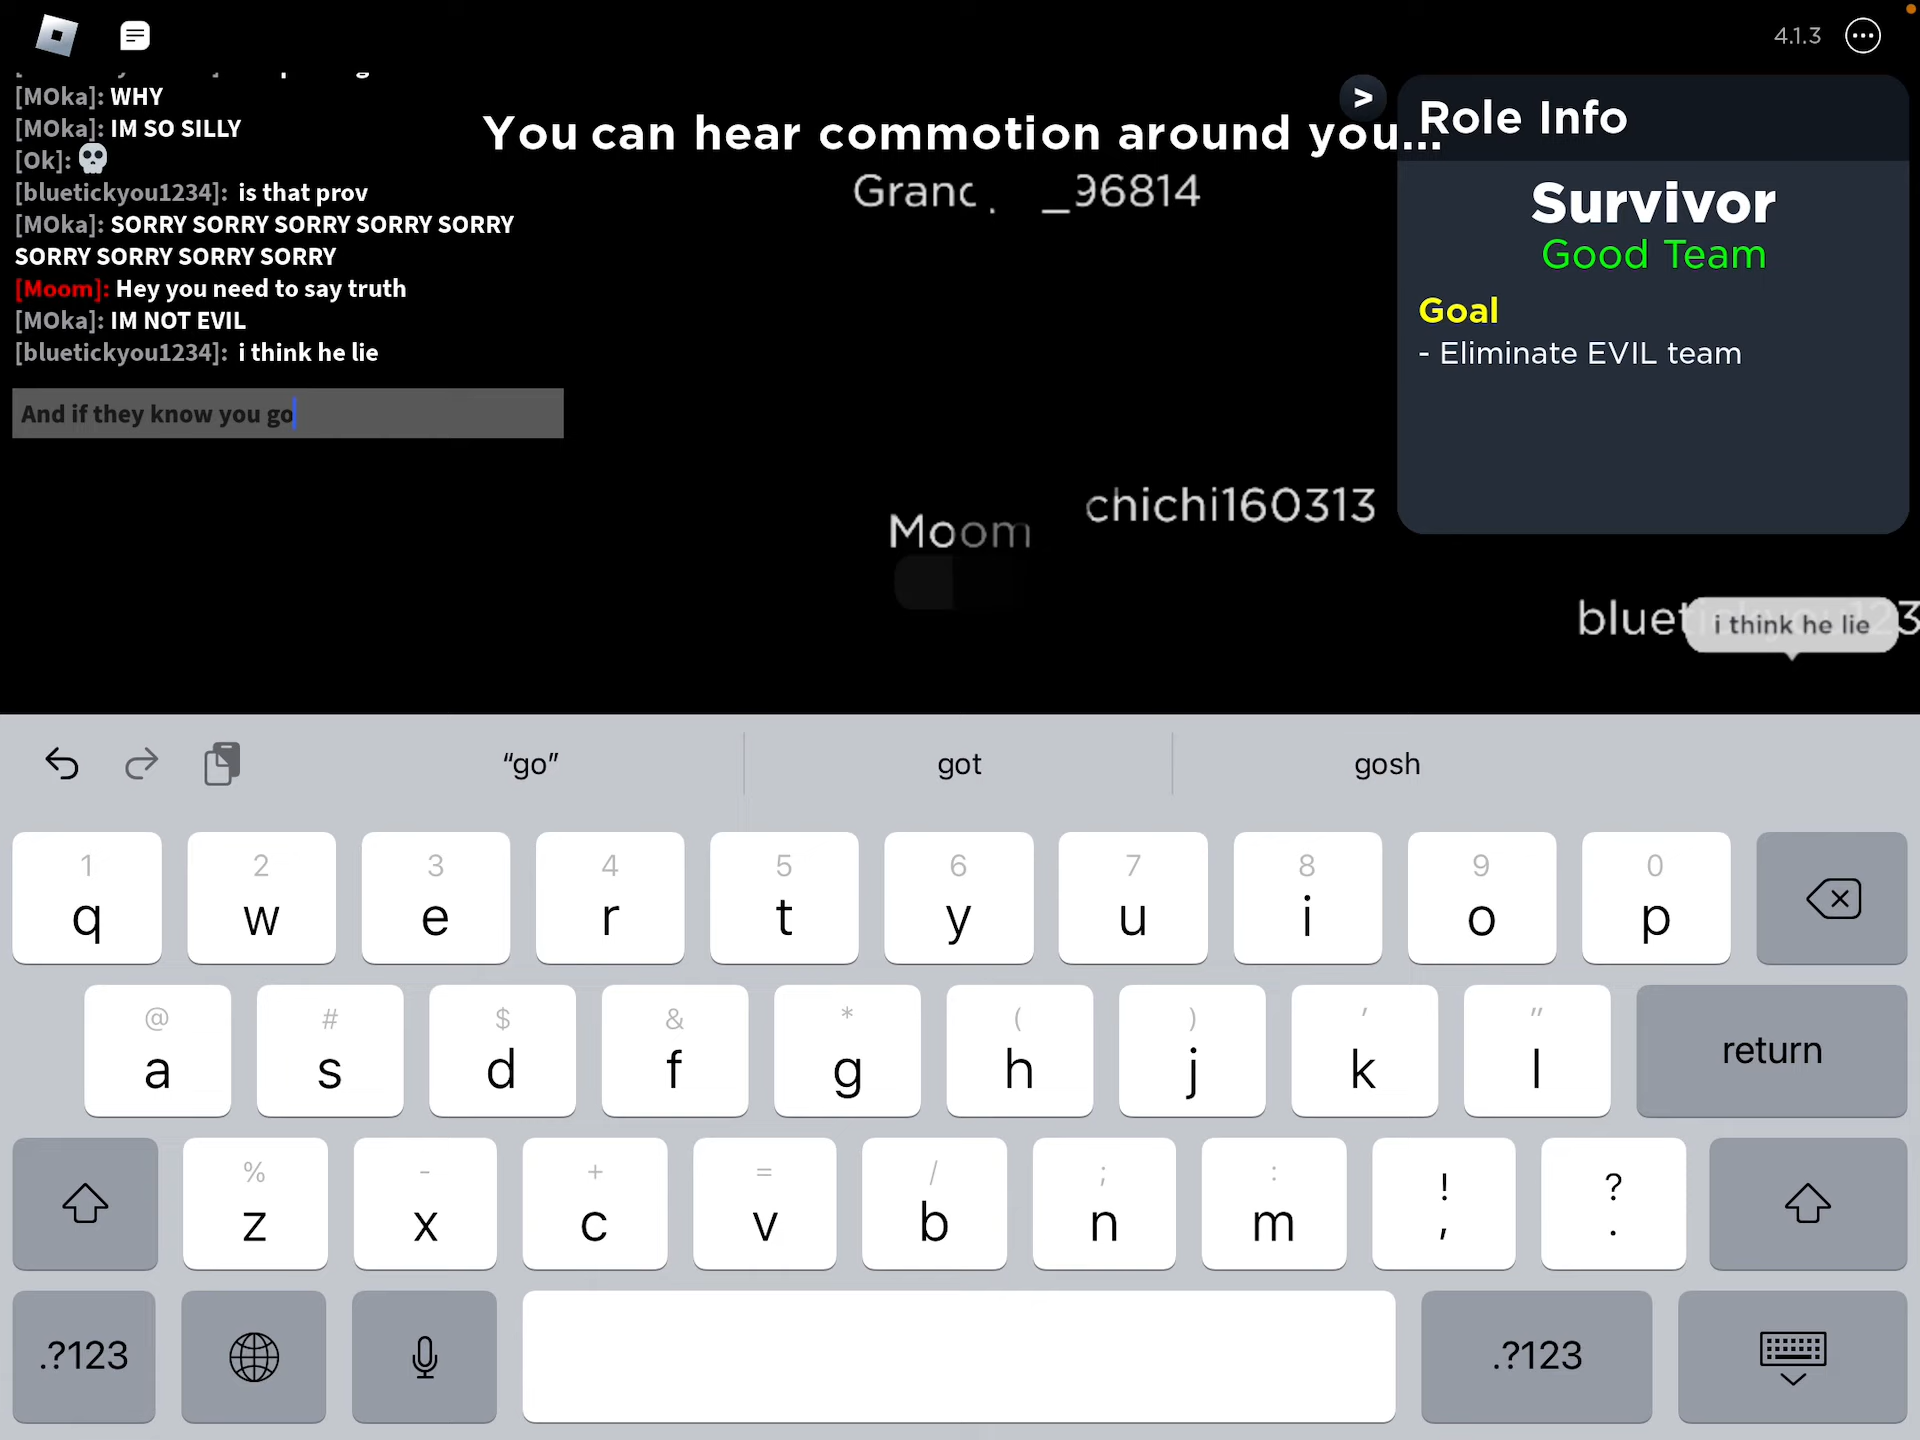 4.1.3
[MOka]: WHY
[MOka]: IM SO SILLY
[Ok]: 💀
[bluetickyou1234]: is that prov
[MOka]: SORRY SORRY SORRY SORRY SORRY
SORRY SORRY SORRY SORRY
[Moom]: Hey you need to say truth
[MOka]: IM NOT EVIL
[bluetickyou1234]: i think he lie
And if they know you go
You can hear commotion around you...
_96814
chichi160313
Moom
i think he lie
>
Role Info
Survivor
Good Team
Goal
- Eliminate EVIL team
“go” got gosh
1 2 3 4 5 6 7 8 9 0
q w e r t y u i o p
@ # $ & * ( ) ' "
a s d f g h j k l return
% - + = / ; : ! ?
z x c v b n m , .
.?123 .?123